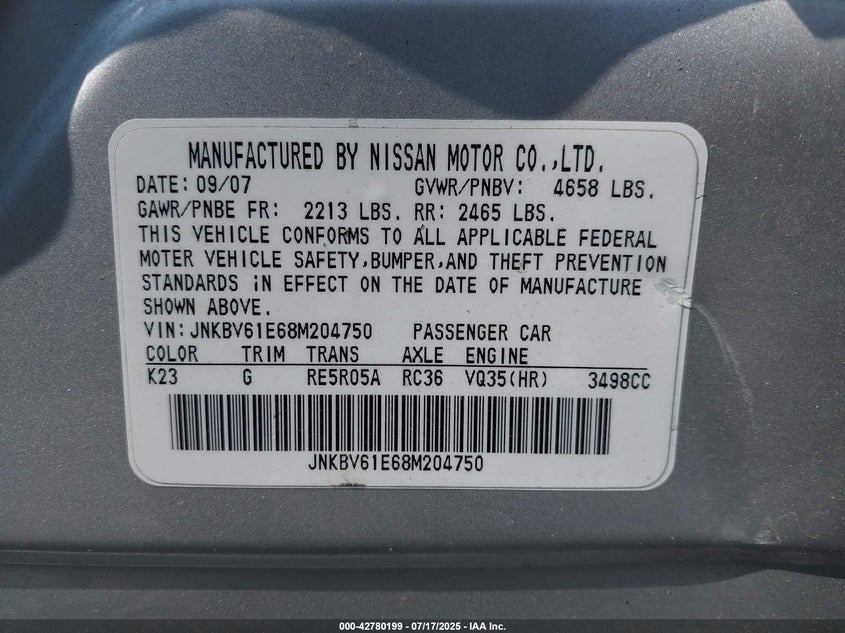 MANUFACTURED BY NISSAN MOTOR CO.,LTD.
DATE: 09/07 GVWR/PNBV: 4658 LBS.
GAWR/PNBE FR: 2213 LBS. RR: 2465 LBS.
THIS VEHICLE CONFORMS TO ALL APPLICABLE FEDERAL
MOTER VEHICLE SAFETY,BUMPER,AND THEFT PREVENTION
STANDARDS IN EFFECT ON THE DATE OF MANUFACTURE
SHOWN ABOVE.
VIN: JNKBV61E68M204750 PASSENGER CAR
COLOR TRIM TRANS AXLE ENGINE
K23 G RE5R05A RC36 VQ35(HR) 3498CC
JNKBV61E68M204750
000-42780199 - 07/17/2025 - IAA Inc.